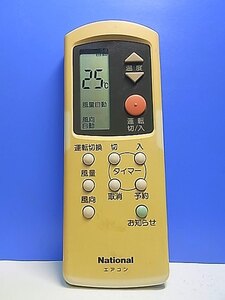 自動
25℃
温度
風量自動
風向
自動
運転
切/入
運転切換 切 入
風量 タイマー
風向 取消 予約
お知らせ
National
エアコン